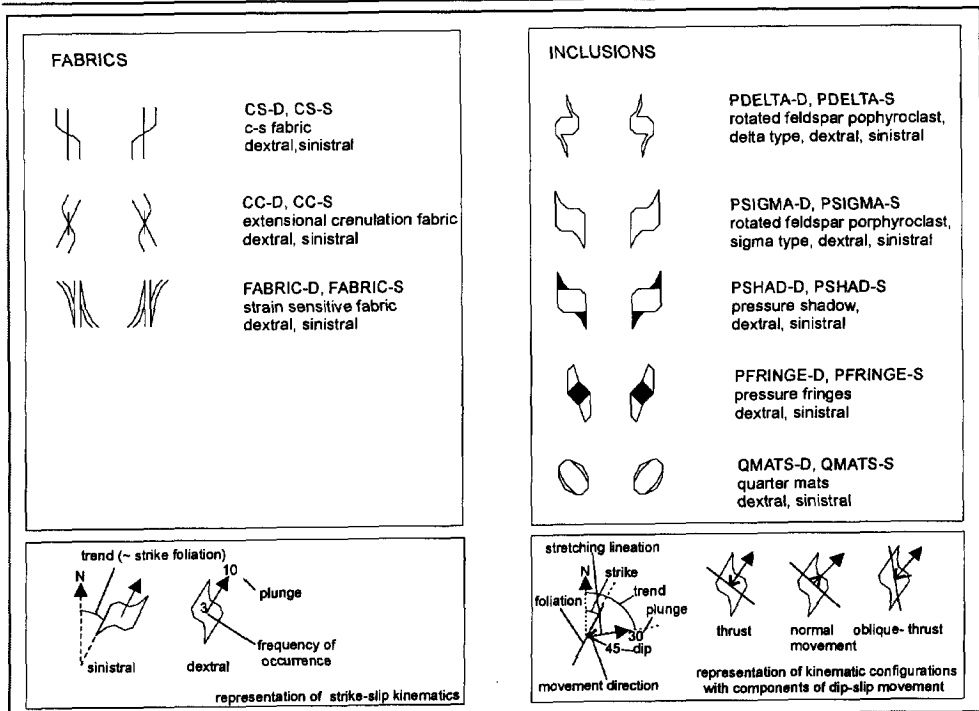 FABRICS
CS-D, CS-S
c-s fabric
dextral,sinistral
CC-D, CC-S
extensional crenulation fabric
dextral, sinistral
FABRIC-D, FABRIC-S
strain sensitive fabric
dextral, sinistral
INCLUSIONS
PDELTA-D, PDELTA-S
rotated feldspar pophyroclast,
delta type, dextral, sinistral
PSIGMA-D, PSIGMA-S
rotated feldspar porphyroclast,
sigma type, dextral, sinistral
PSHAD-D, PSHAD-S
pressure shadow,
dextral, sinistral
PFRINGE-D, PFRINGE-S
pressure fringes
dextral, sinistral
QMATS-D, QMATS-S
quarter mats
dextral, sinistral
trend (~ strike foliation)
N
10
plunge
3
frequency of
occurrence
sinistral
dextral
representation of strike-slip kinematics
stretching lineation
N
strike
trend
foliation
plunge
30
45
dip
movement direction
thrust
normal
movement
oblique- thrust
representation of kinematic configurations
with components of dip-slip movement